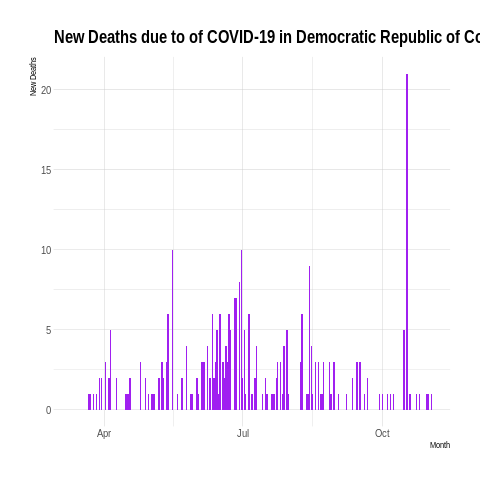 New Deaths due to of COVID-19 in Democratic Republic of Co
New Deaths
20
15
10
5
0
Apr
Jul
Oct
Month